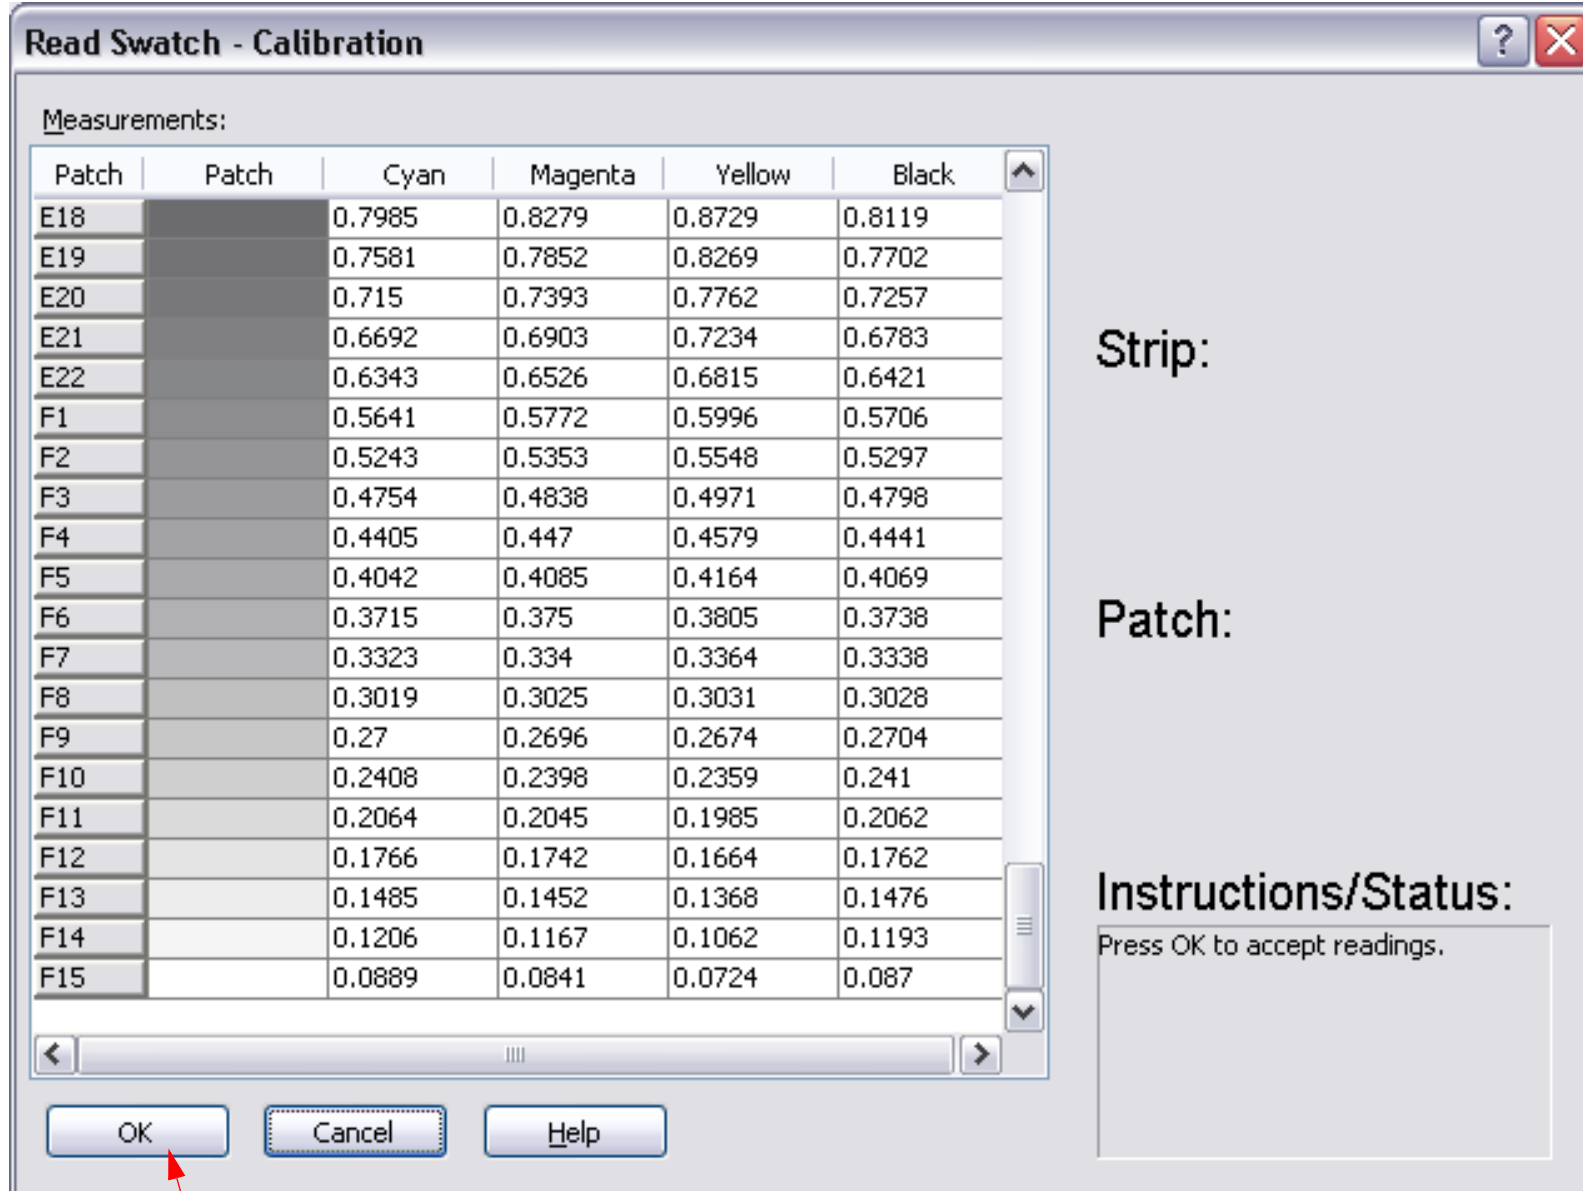 Read Swatch - Calibration
?
Measurements:
Patch Patch Cyan Magenta Yellow Black
E18 0.7985 0.8279 0.8729 0.8119
E19 0.7581 0.7852 0.8269 0.7702
E20 0.715 0.7393 0.7762 0.7257
E21 0.6692 0.6903 0.7234 0.6783
E22 0.6343 0.6526 0.6815 0.6421
F1 0.5641 0.5772 0.5996 0.5706
F2 0.5243 0.5353 0.5548 0.5297
F3 0.4754 0.4838 0.4971 0.4798
F4 0.4405 0.447 0.4579 0.4441
F5 0.4042 0.4085 0.4164 0.4069
F6 0.3715 0.375 0.3805 0.3738
F7 0.3323 0.334 0.3364 0.3338
F8 0.3019 0.3025 0.3031 0.3028
F9 0.27 0.2696 0.2674 0.2704
F10 0.2408 0.2398 0.2359 0.241
F11 0.2064 0.2045 0.1985 0.2062
F12 0.1766 0.1742 0.1664 0.1762
F13 0.1485 0.1452 0.1368 0.1476
F14 0.1206 0.1167 0.1062 0.1193
F15 0.0889 0.0841 0.0724 0.087
OK Cancel Help
Strip:
Patch:
Instructions/Status:
Press OK to accept readings.